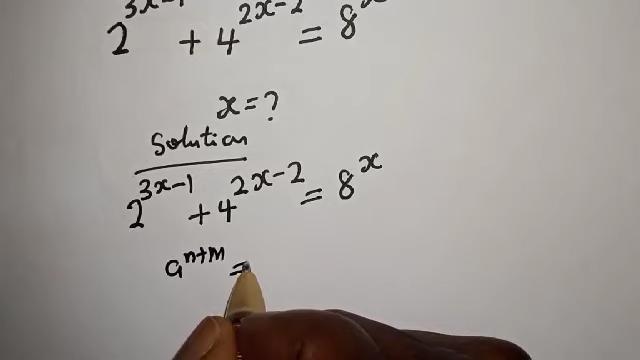 2^{3x-1} + 4^{2x-2} = 8^x
x = ?
Solution
2^{3x-1} + 4^{2x-2} = 8^x
a^{n+m} =